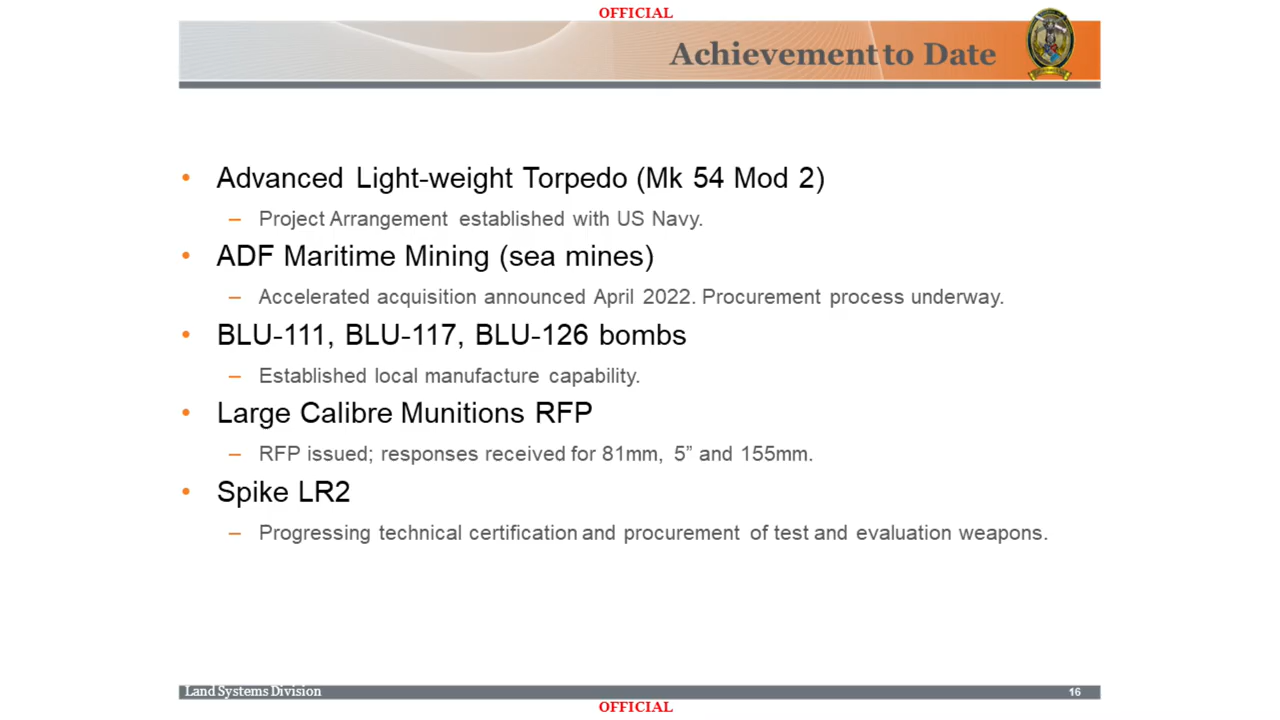 OFFICIAL
Achievement to Date
• Advanced Light-weight Torpedo (Mk 54 Mod 2)
– Project Arrangement established with US Navy.
• ADF Maritime Mining (sea mines)
– Accelerated acquisition announced April 2022. Procurement process underway.
• BLU-111, BLU-117, BLU-126 bombs
– Established local manufacture capability.
• Large Calibre Munitions RFP
– RFP issued; responses received for 81mm, 5” and 155mm.
• Spike LR2
– Progressing technical certification and procurement of test and evaluation weapons.
Land Systems Division
16
OFFICIAL